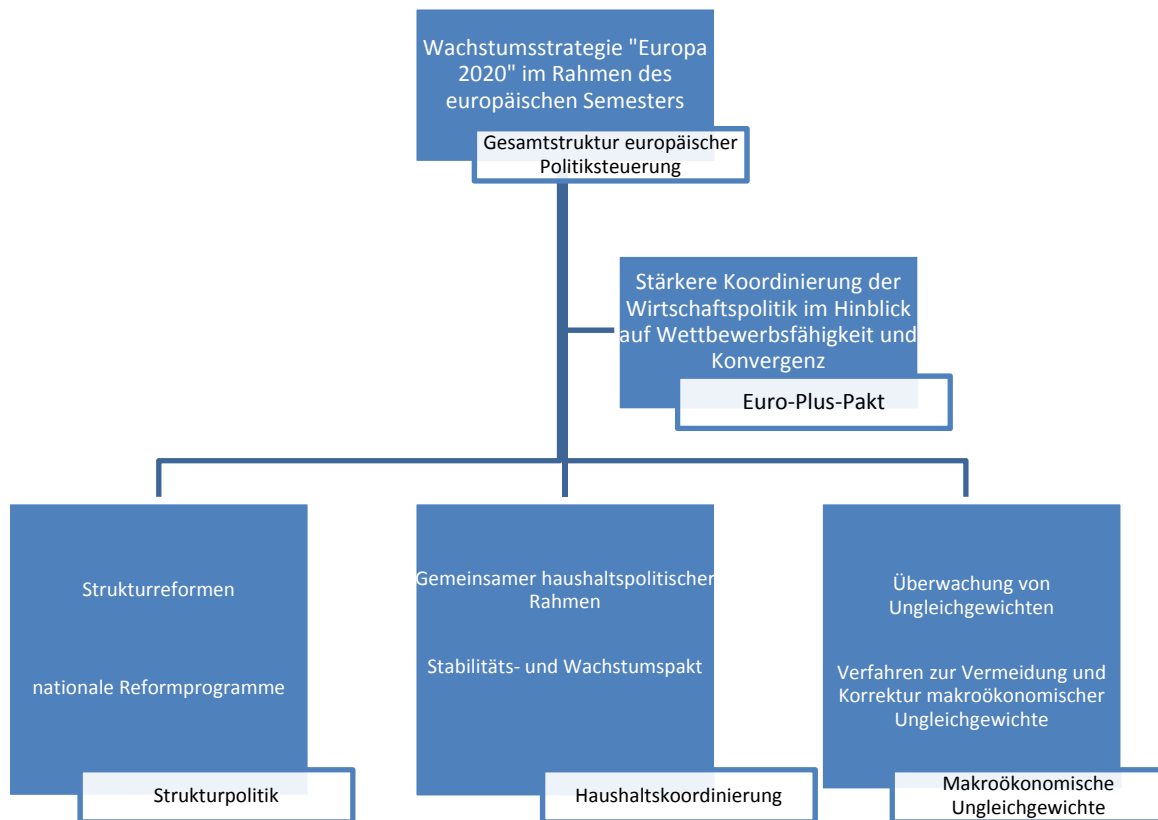 Wachstumsstrategie "Europa
2020" im Rahmen des
europäischen Semesters
Gesamtstruktur europäischer
Politiksteuerung
Stärkere Koordinierung der
Wirtschaftspolitik im Hinblick
auf Wettbewerbsfähigkeit und
Konvergenz
Euro-Plus-Pakt
Strukturreformen
nationale Reformprogramme
Strukturpolitik
Gemeinsamer haushaltspolitischer
Rahmen
Stabilitäts- und Wachstumspakt
Haushaltskoordinierung
Überwachung von
Ungleichgewichten
Verfahren zur Vermeidung und
Korrektur makroökonomischer
Ungleichgewichte
Makroökonomische
Ungleichgewichte